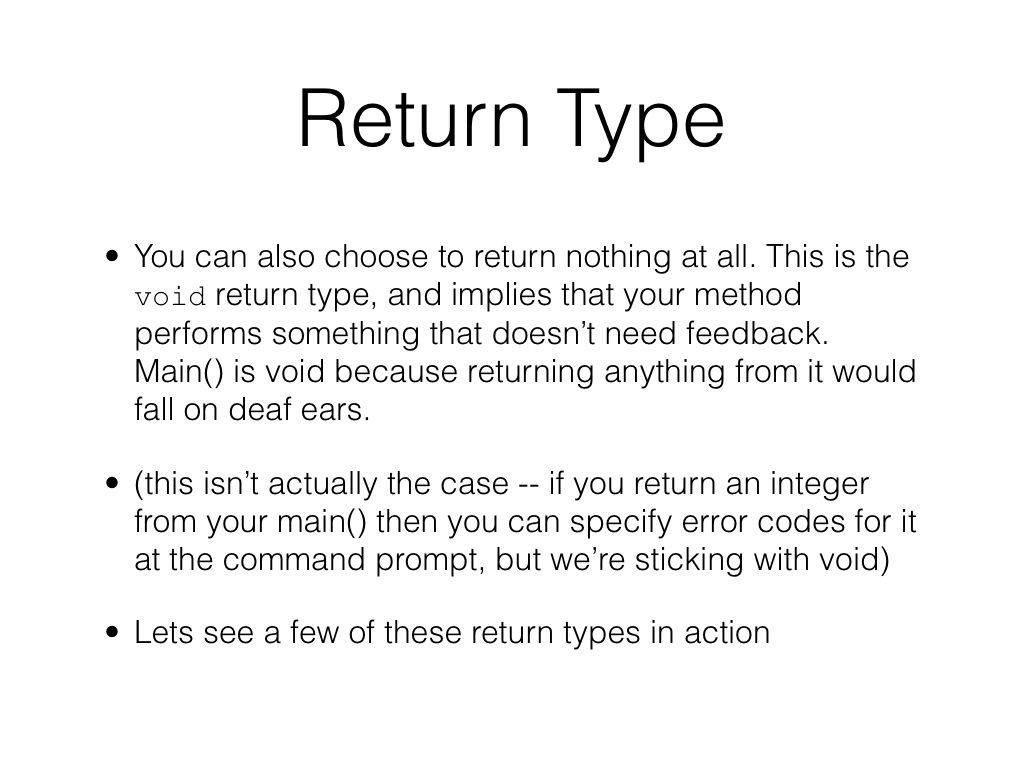 Return Type
• You can also choose to return nothing at all. This is the
void return type, and implies that your method
performs something that doesn’t need feedback.
Main() is void because returning anything from it would
fall on deaf ears.
• (this isn’t actually the case -- if you return an integer
from your main() then you can specify error codes for it
at the command prompt, but we’re sticking with void)
• Lets see a few of these return types in action